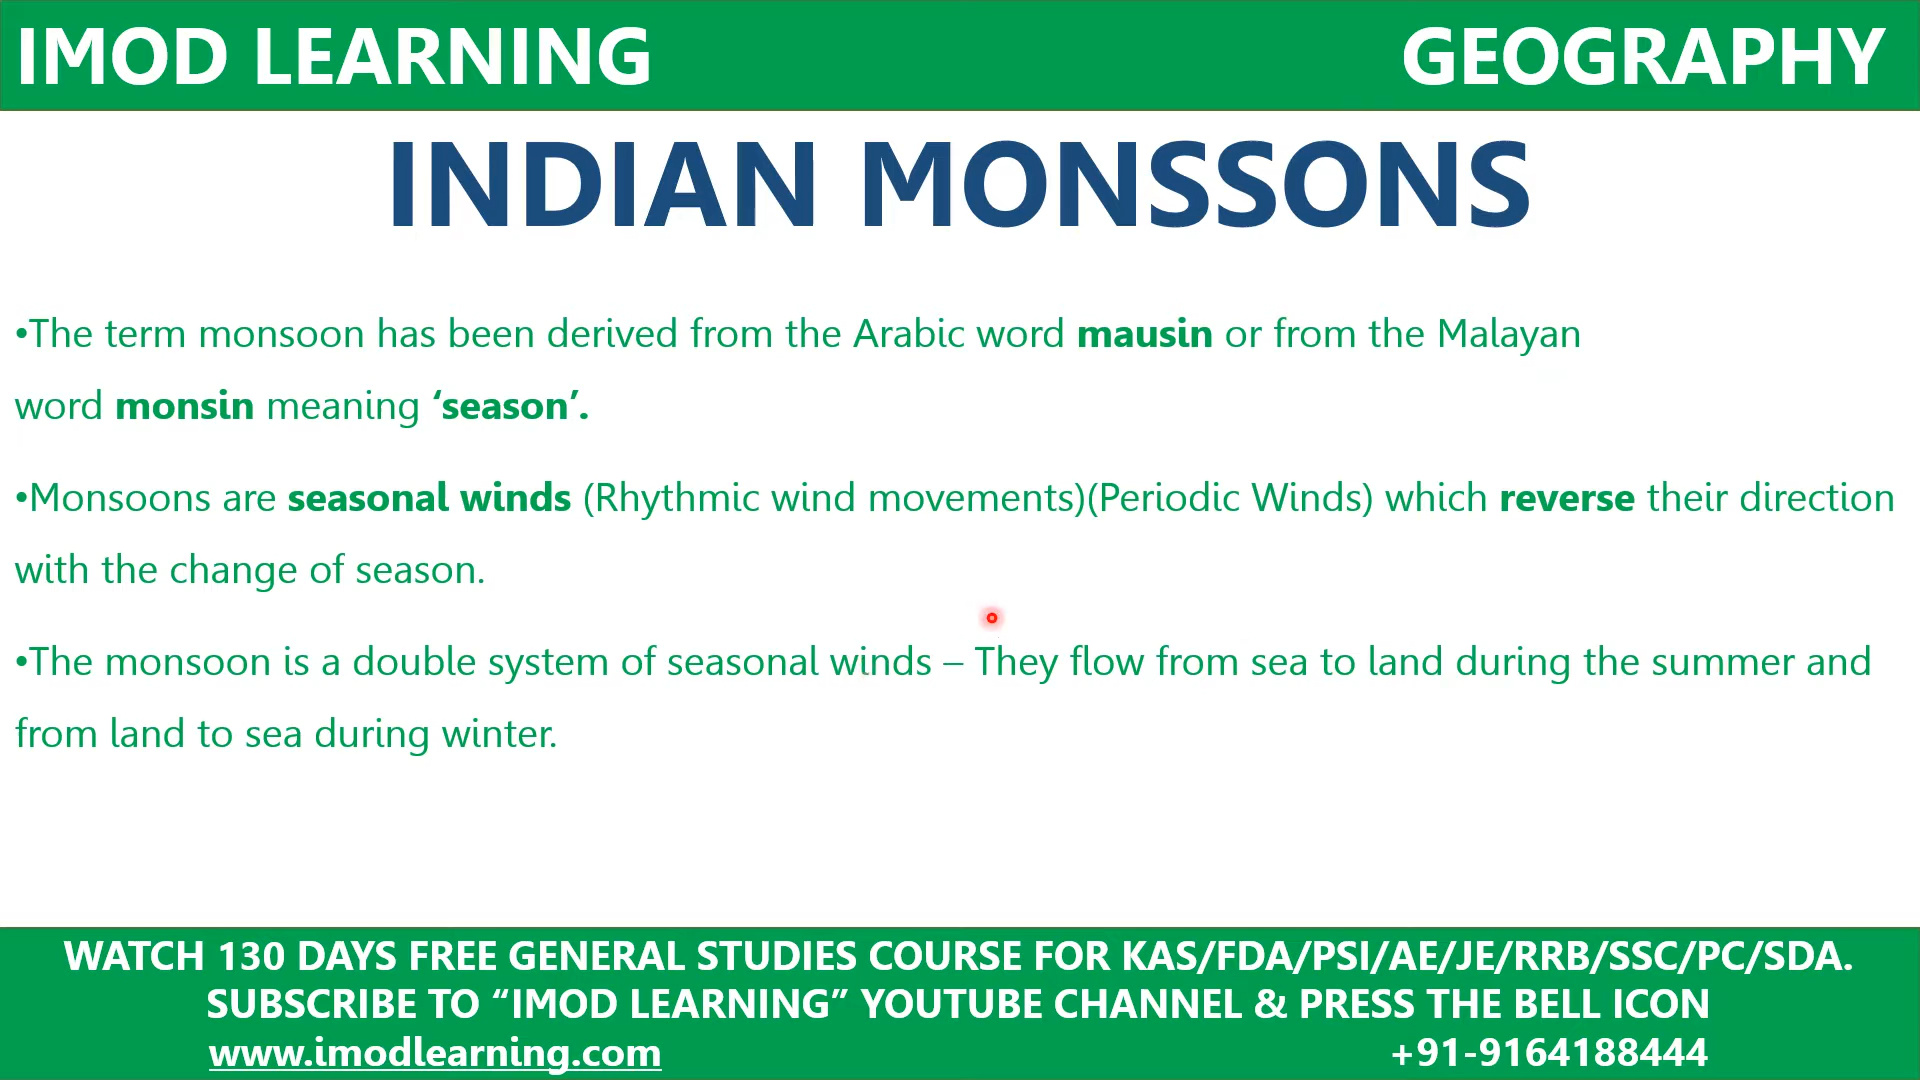 IMOD LEARNING GEOGRAPHY
INDIAN MONSSONS
•The term monsoon has been derived from the Arabic word mausin or from the Malayan
word monsin meaning ‘season’.
•Monsoons are seasonal winds (Rhythmic wind movements)(Periodic Winds) which reverse their direction
with the change of season.
•The monsoon is a double system of seasonal winds – They flow from sea to land during the summer and
from land to sea during winter.
WATCH 130 DAYS FREE GENERAL STUDIES COURSE FOR KAS/FDA/PSI/AE/JE/RRB/SSC/PC/SDA.
SUBSCRIBE TO “IMOD LEARNING” YOUTUBE CHANNEL & PRESS THE BELL ICON
www.imodlearning.com +91-9164188444